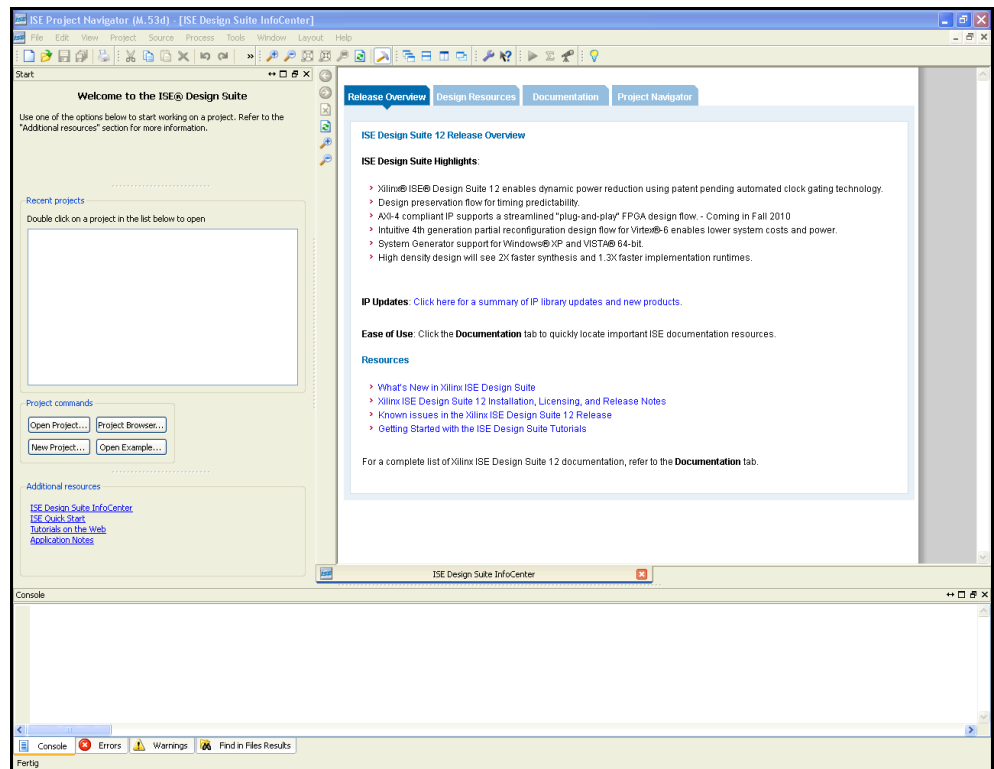 ISE Project Navigator (M.53d) - [ISE Design Suite InfoCenter]
File Edit View Project Source Process Tools Window Layout Help
Start
Welcome to the ISE® Design Suite
Use one of the options below to start working on a project. Refer to the
"Additional resources" section for more information.
Recent projects
Double click on a project in the list below to open
Project commands
Open Project... Project Browser...
New Project... Open Example...
Additional resources
ISE Design Suite InfoCenter
ISE Quick Start
Tutorials on the Web
Application Notes
Release Overview Design Resources Documentation Project Navigator
ISE Design Suite 12 Release Overview
ISE Design Suite Highlights:
Xilinx® ISE® Design Suite 12 enables dynamic power reduction using patent pending automated clock gating technology.
Design preservation flow for timing predictability.
AXI-4 compliant IP supports a streamlined "plug-and-play" FPGA design flow. - Coming in Fall 2010
Intuitive 4th generation partial reconfiguration design flow for Virtex®-6 enables lower system costs and power.
System Generator support for Windows® XP and VISTA® 64-bit.
High density design will see 2X faster synthesis and 1.3X faster implementation runtimes.
IP Updates: Click here for a summary of IP library updates and new products.
Ease of Use: Click the Documentation tab to quickly locate important ISE documentation resources.
Resources
What's New in Xilinx ISE Design Suite
Xilinx ISE Design Suite 12 Installation, Licensing, and Release Notes
Known issues in the Xilinx ISE Design Suite 12 Release
Getting Started with the ISE Design Suite Tutorials
For a complete list of Xilinx ISE Design Suite 12 documentation, refer to the Documentation tab.
ISE Design Suite InfoCenter
Console
Console Errors Warnings Find in Files Results
Fertig